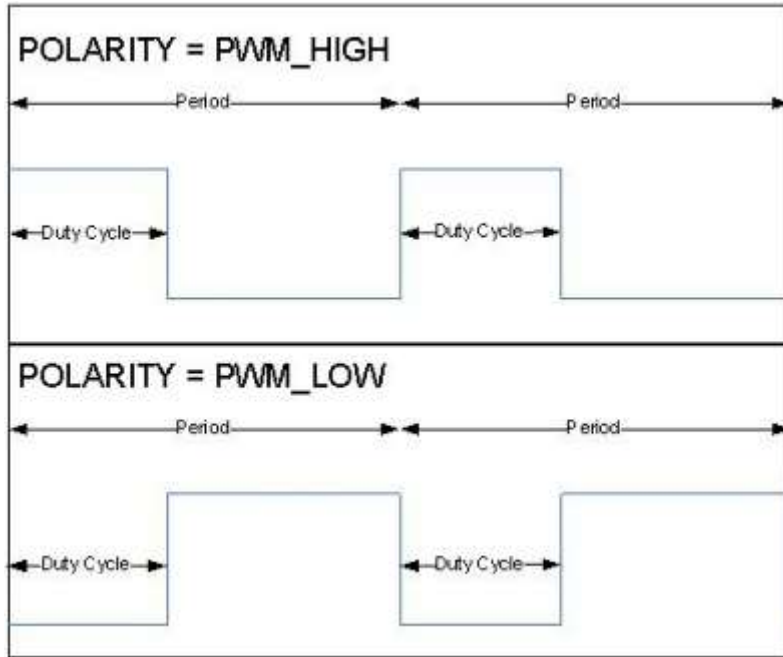 POLARITY = PWM_HIGH
Period Period
Duty Cycle Duty Cycle
POLARITY = PWM_LOW
Period Period
Duty Cycle Duty Cycle